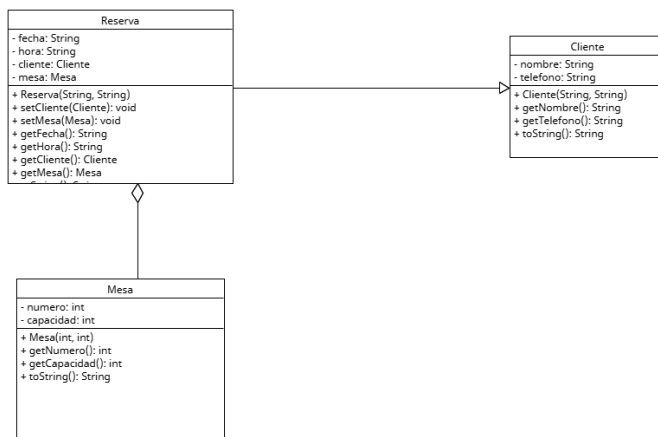 Reserva
- fecha: String
- hora: String
- cliente: Cliente
- mesa: Mesa
+ Reserva(String, String)
+ setCliente(Cliente): void
+ setMesa(Mesa): void
+ getFecha(): String
+ getHora(): String
+ getCliente(): Cliente
+ getMesa(): Mesa
Cliente
- nombre: String
- telefono: String
+ Cliente(String, String)
+ getNombre(): String
+ getTelefono(): String
+ toString(): String
Mesa
- numero: int
- capacidad: int
+ Mesa(int, int)
+ getNumero(): int
+ getCapacidad(): int
+ toString(): String